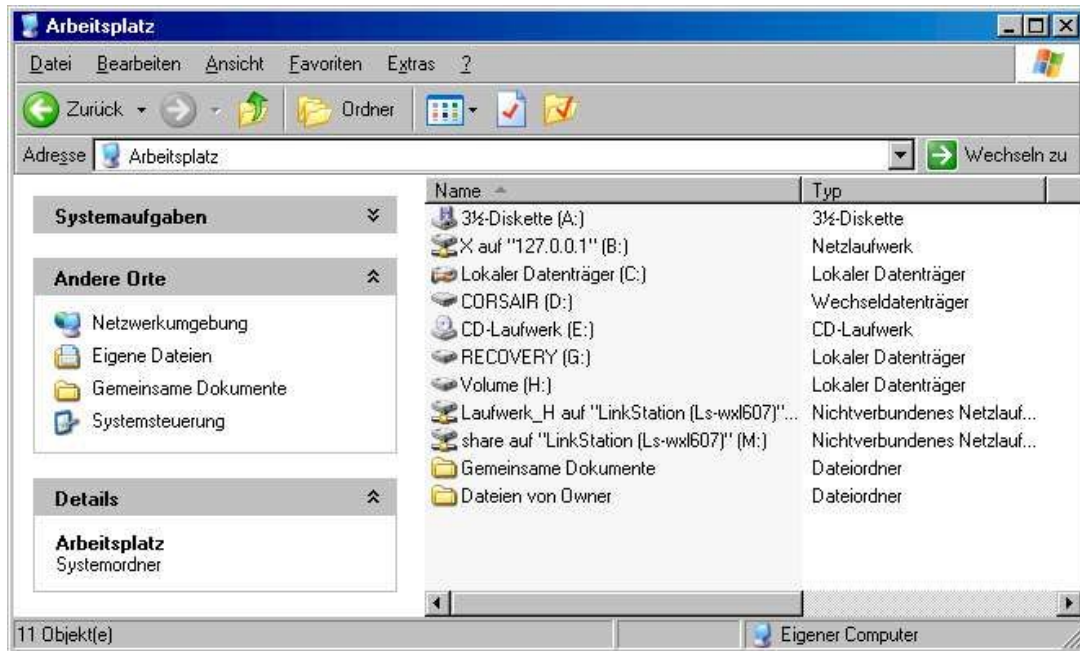 Arbeitsplatz
Datei Bearbeiten Ansicht Favoriten Extras ?
Zurück Ordner
Adresse Arbeitsplatz Wechseln zu
Systemaufgaben
Andere Orte
Netzwerkumgebung
Eigene Dateien
Gemeinsame Dokumente
Systemsteuerung
Details
Arbeitsplatz
Systemordner
Name Typ
3½-Diskette (A:) 3½-Diskette
X auf "127.0.0.1" (B:) Netzlaufwerk
Lokaler Datenträger (C:) Lokaler Datenträger
CORSAIR (D:) Wechseldatenträger
CD-Laufwerk (E:) CD-Laufwerk
RECOVERY (G:) Lokaler Datenträger
Volume (H:) Lokaler Datenträger
Laufwerk_H auf "LinkStation (Ls-wxl607)"... Nichtverbundenes Netzlauf...
share auf "LinkStation (Ls-wxl607)" (M:) Nichtverbundenes Netzlauf...
Gemeinsame Dokumente Dateiordner
Dateien von Owner Dateiordner
11 Objekt(e) Eigener Computer